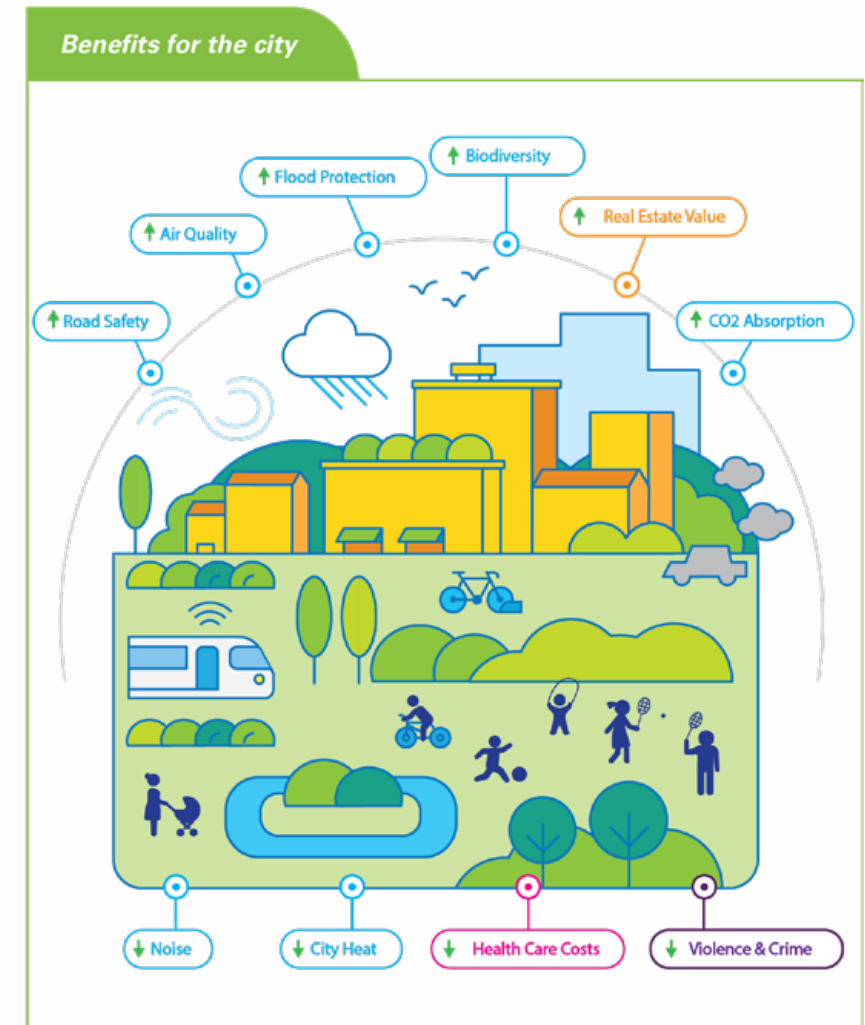 Benefits for the city
Biodiversity
Flood Protection
Real Estate Value
Air Quality
Road Safety
CO2 Absorption
Noise
City Heat
Health Care Costs
Violence & Crime